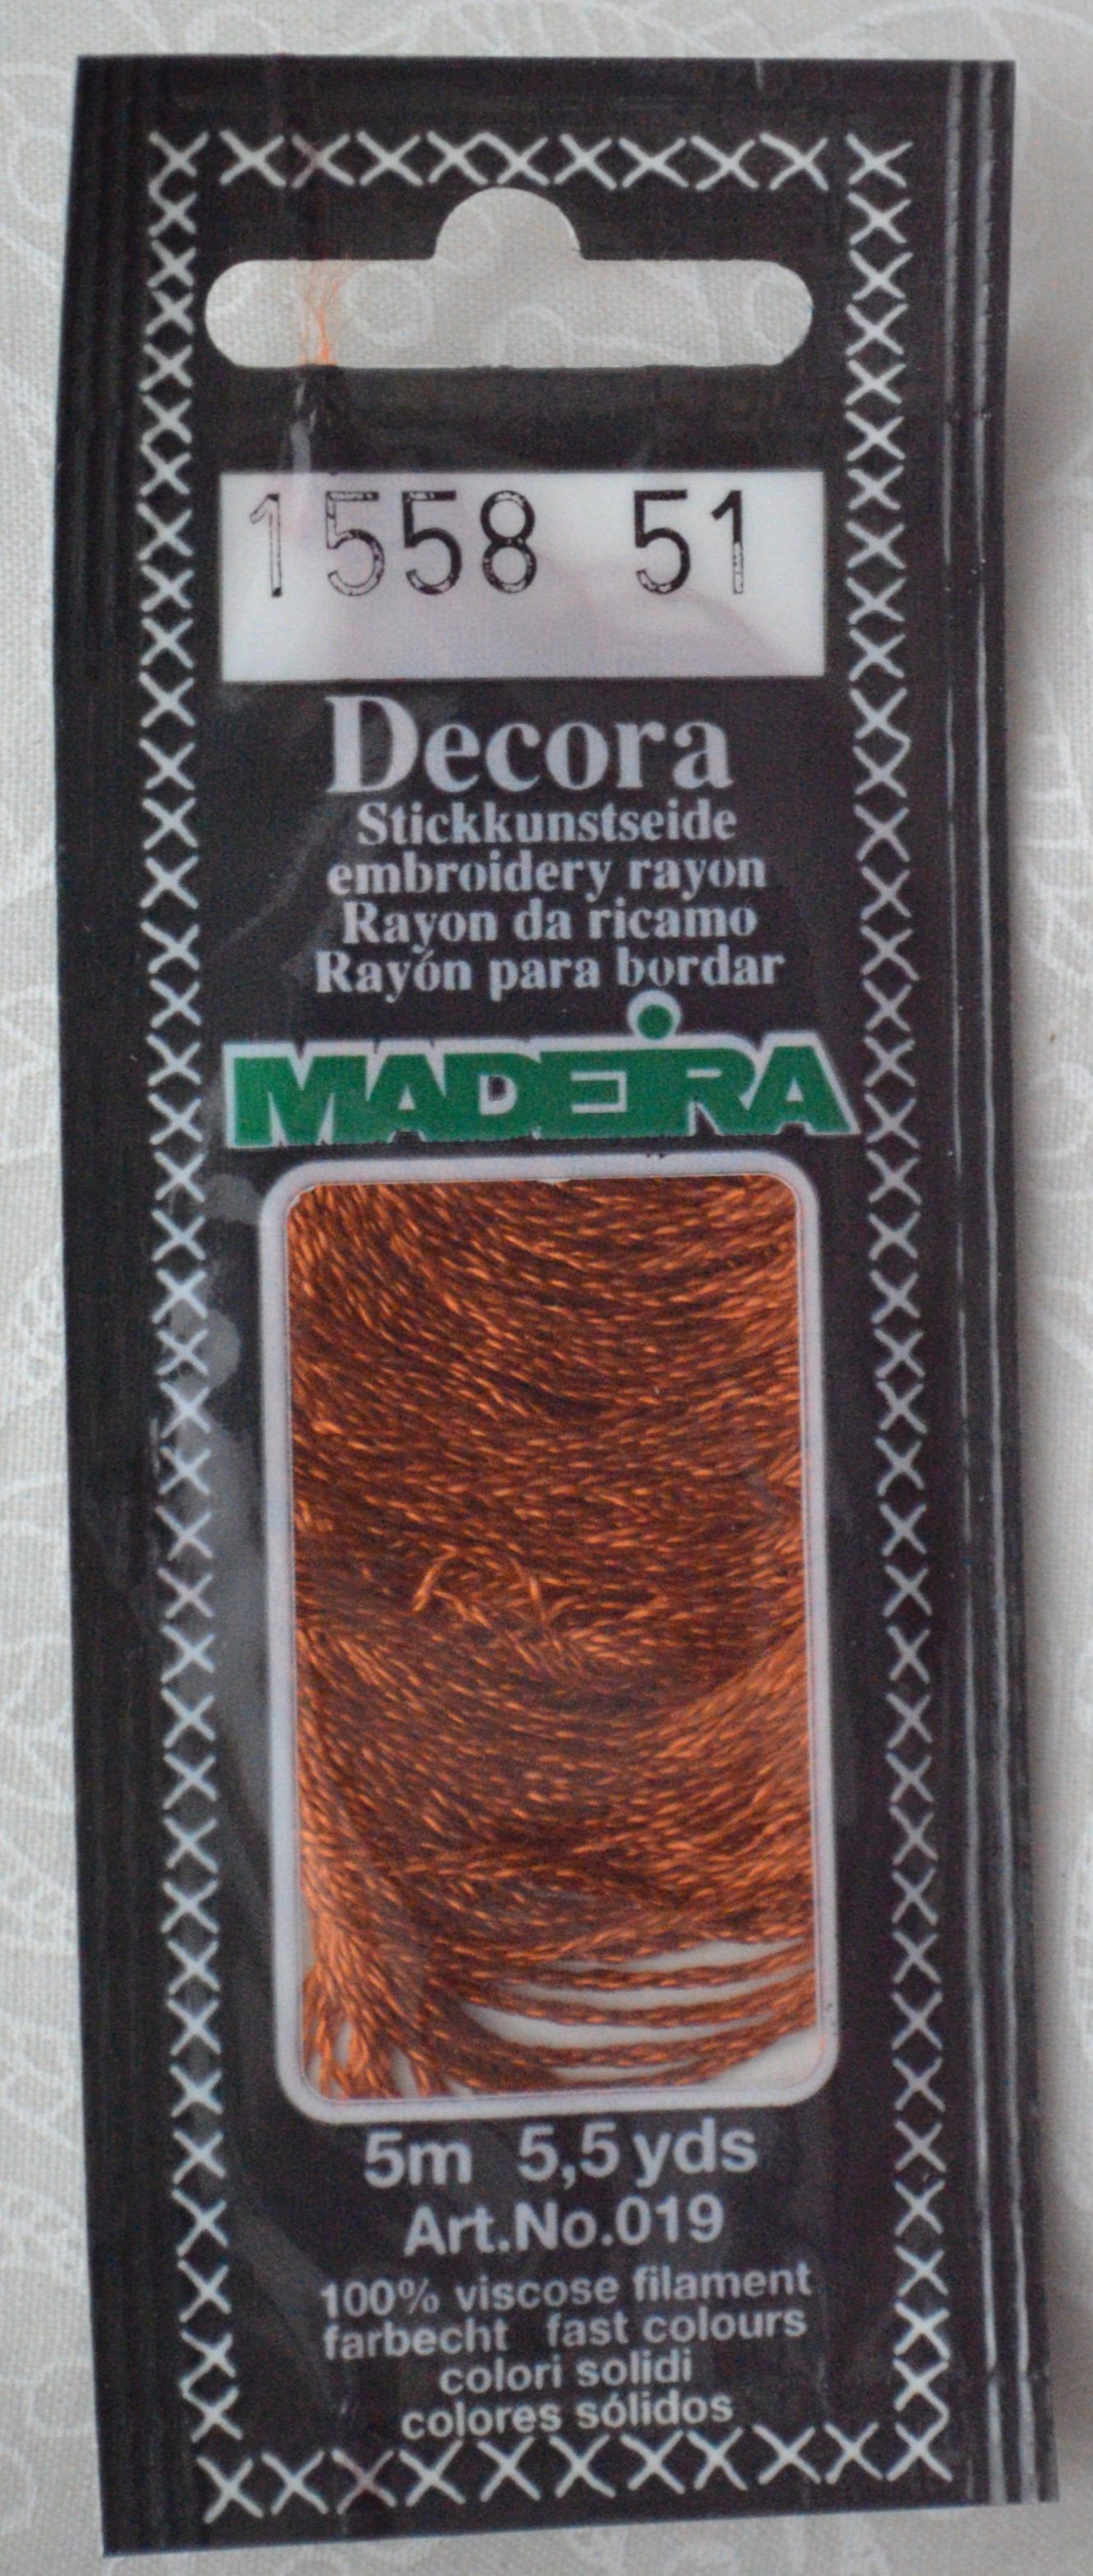 1558 51
Decora
Stickkunstseide
embroidery rayon
Rayon da ricamo
Rayón para bordar
MADEIRA
5m 5,5 yds
Art.No.019
100% viscose filament
farbecht fast colours
colori solidi
colores sólidos